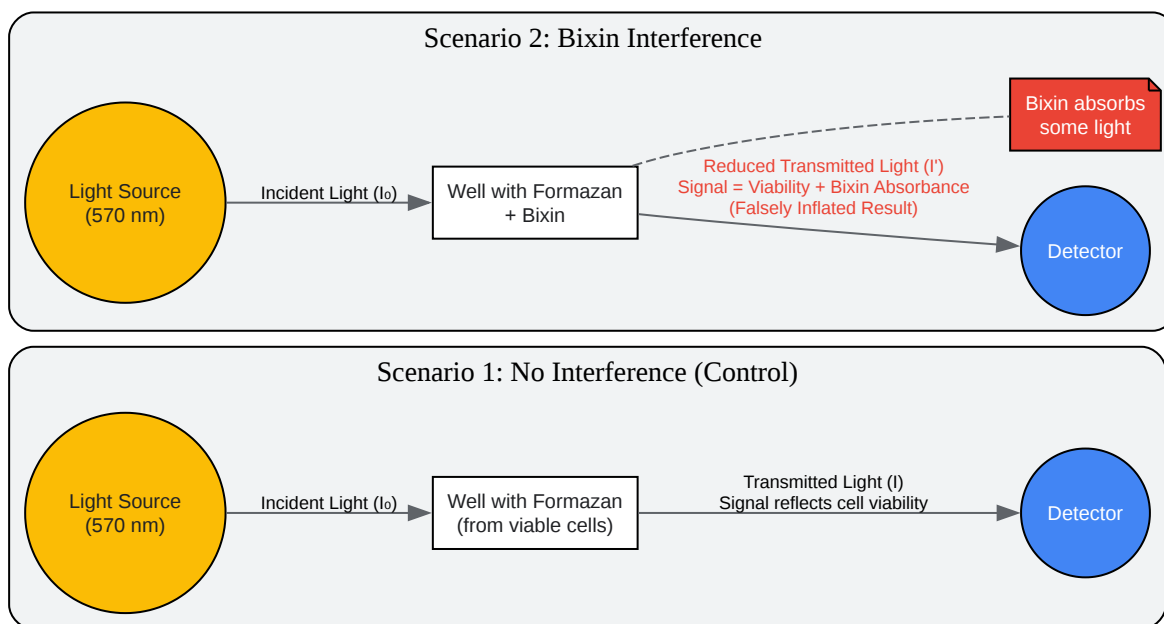 Scenario 2: Bixin Interference
Bixin absorbs
some light
Light Source
(570 nm)
Incident Light (I₀)
Well with Formazan
+ Bixin
Reduced Transmitted Light (I')
Signal = Viability + Bixin Absorbance
(Falsely Inflated Result)
Detector
Scenario 1: No Interference (Control)
Light Source
(570 nm)
Incident Light (I₀)
Well with Formazan
(from viable cells)
Transmitted Light (I)
Signal reflects cell viability
Detector